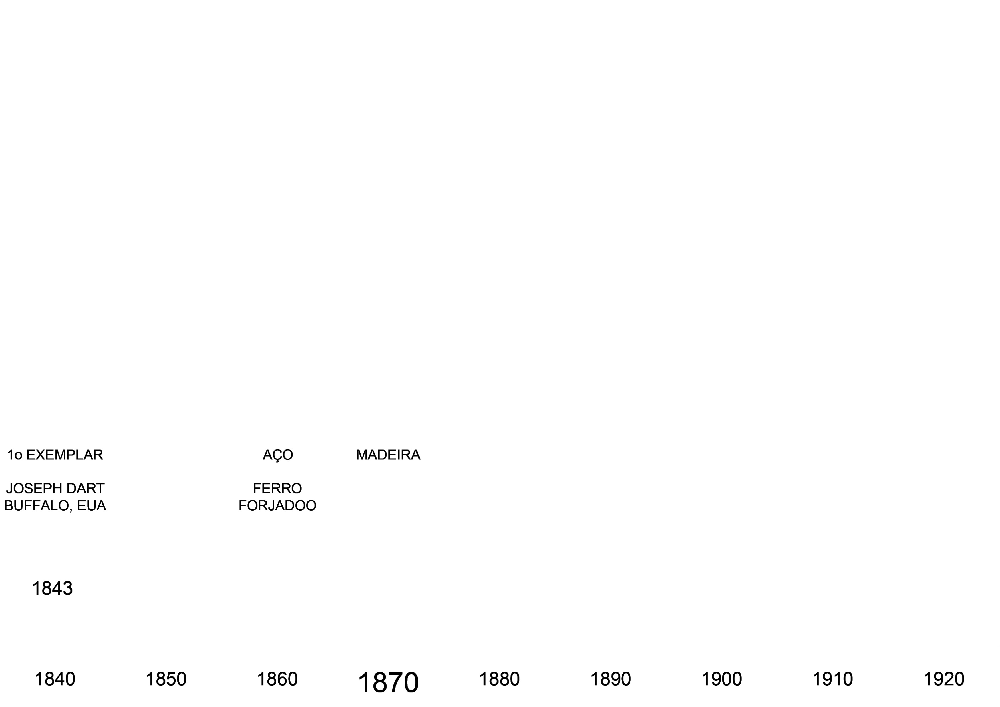 1o EXEMPLAR
AÇO
MADEIRA
JOSEPH DART
BUFFALO, EUA
FERRO
FORJADOO
1843
1840 1850 1860 1870 1880 1890 1900 1910 1920